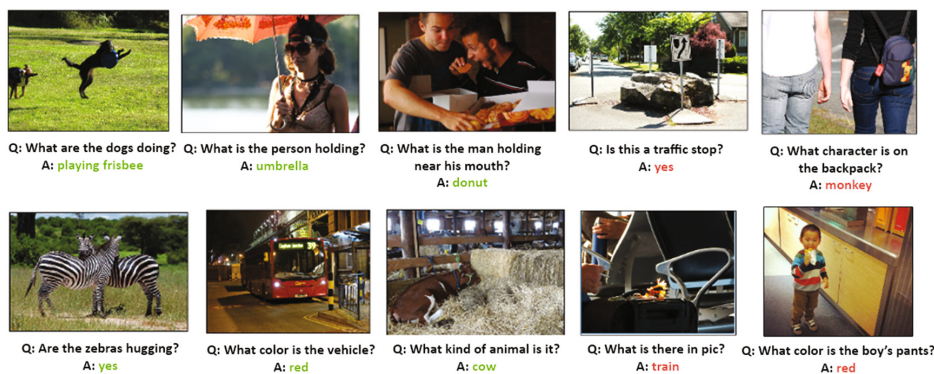 Q: What are the dogs doing?
A: playing frisbee
Q: What is the person holding?
A: umbrella
Q: What is the man holding
near his mouth?
A: donut
Q: Is this a traffic stop?
A: yes
Q: What character is on
the backpack?
A: monkey
Q: Are the zebras hugging?
A: yes
Q: What color is the vehicle?
A: red
Q: What kind of animal is it?
A: cow
Q: What is there in pic?
A: train
Q: What color is the boy's pants?
A: red